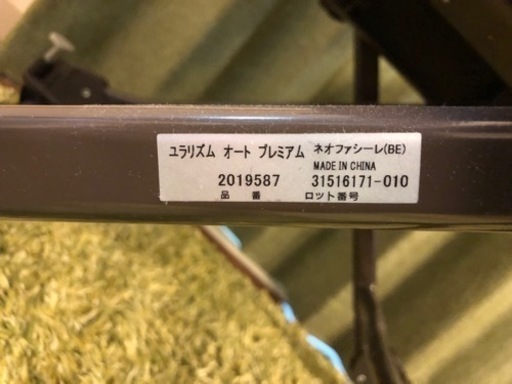 ユラリズム オート プレミアム ネオファシーレ(BE)
MADE IN CHINA
2019587 31516171-010
品 番 ロット番号